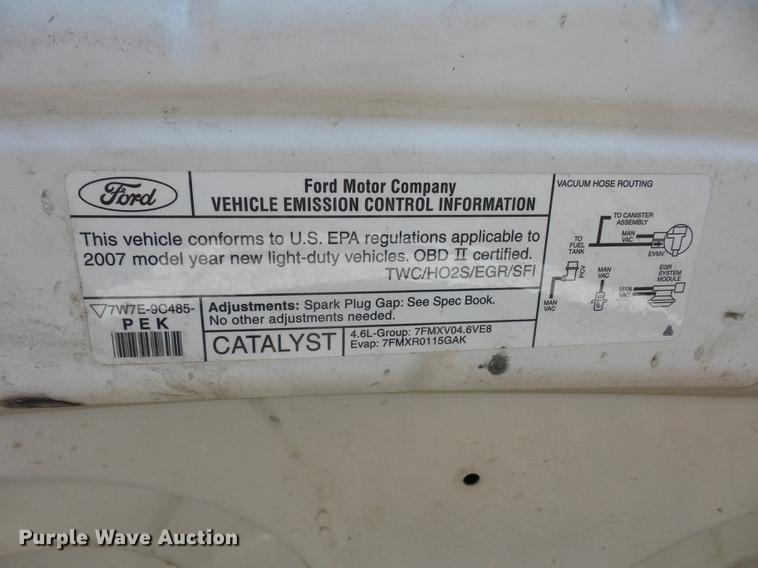 Ford
Ford Motor Company
VEHICLE EMISSION CONTROL INFORMATION
This vehicle conforms to U.S. EPA regulations applicable to
2007 model year new light-duty vehicles. OBD II certified.
TWC/HO2S/EGR/SFI
7W7E-9C485-
PEK
Adjustments: Spark Plug Gap: See Spec Book.
No other adjustments needed.
CATALYST
4.6L-Group: 7FMXV04.6VE8
Evap: 7FMXR0115GAK
VACUUM HOSE ROUTING
TO CANISTER
ASSEMBLY
TO
FUEL
TANK
MAN
VAC
EVMV
PCV
MAN
VAC
MAN
VAC
MAN
VAC
EGR
SYSTEM
MODULE
Purple Wave Auction